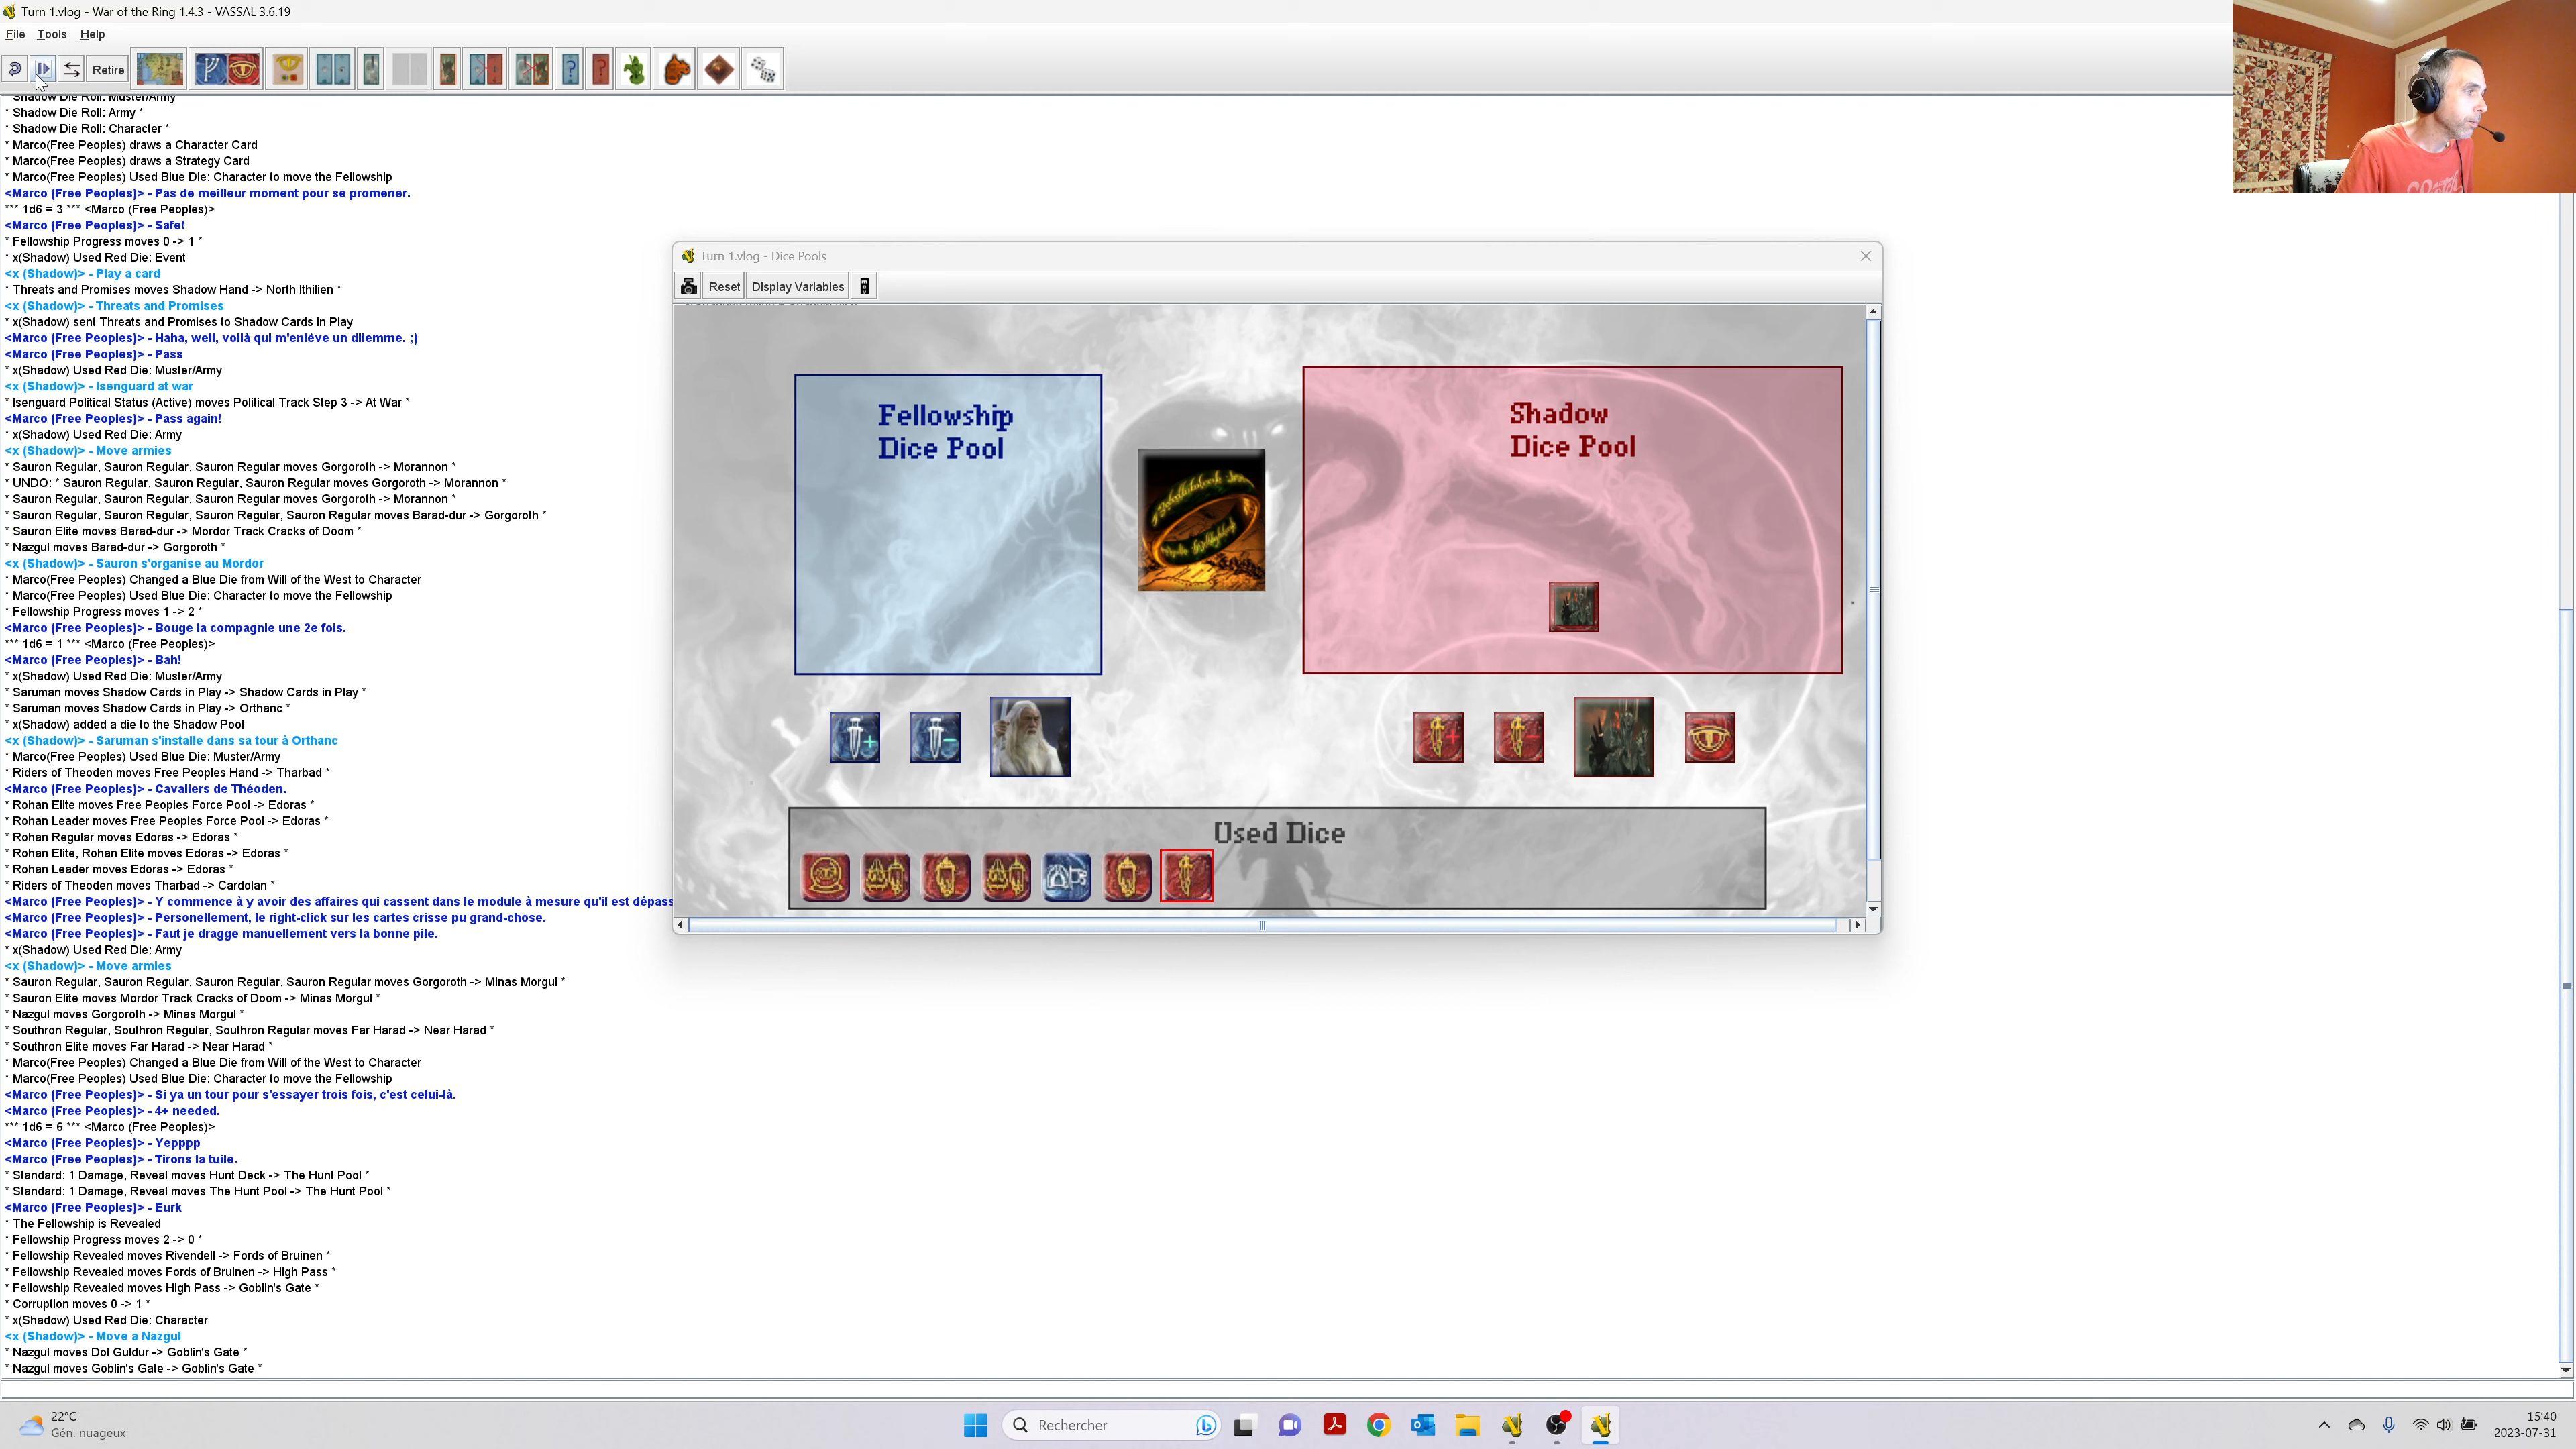 Turn 1.vlog - War of the Ring 1.4.3 - VASSAL 3.6.19
File Tools Help
Retire
* Shadow Die Roll: Muster/Army
* Shadow Die Roll: Army *
* Shadow Die Roll: Character *
* Marco(Free Peoples) draws a Character Card
* Marco(Free Peoples) draws a Strategy Card
* Marco(Free Peoples) Used Blue Die: Character to move the Fellowship
<Marco (Free Peoples)> - Pas de meilleur moment pour se promener.
*** 1d6 = 3 *** <Marco (Free Peoples)>
<Marco (Free Peoples)> - Safe!
* Fellowship Progress moves 0 -> 1 *
* x(Shadow) Used Red Die: Event
<x (Shadow)> - Play a card
* Threats and Promises moves Shadow Hand -> North Ithilien *
<x (Shadow)> - Threats and Promises
* x(Shadow) sent Threats and Promises to Shadow Cards in Play
<Marco (Free Peoples)> - Haha, well, voilà qui m'enlève un dilemme. ;)
<Marco (Free Peoples)> - Pass
* x(Shadow) Used Red Die: Muster/Army
<x (Shadow)> - Isenguard at war
* Isenguard Political Status (Active) moves Political Track Step 3 -> At War *
<Marco (Free Peoples)> - Pass again!
* x(Shadow) Used Red Die: Army
<x (Shadow)> - Move armies
* Sauron Regular, Sauron Regular, Sauron Regular moves Gorgoroth -> Morannon *
* UNDO: * Sauron Regular, Sauron Regular, Sauron Regular moves Gorgoroth -> Morannon *
* Sauron Regular, Sauron Regular, Sauron Regular moves Gorgoroth -> Morannon *
* Sauron Regular, Sauron Regular, Sauron Regular, Sauron Regular moves Barad-dur -> Gorgoroth *
* Sauron Elite moves Barad-dur -> Mordor Track Cracks of Doom *
* Nazgul moves Barad-dur -> Gorgoroth *
<x (Shadow)> - Sauron s'organise au Mordor
* Marco(Free Peoples) Changed a Blue Die from Will of the West to Character
* Marco(Free Peoples) Used Blue Die: Character to move the Fellowship
* Fellowship Progress moves 1 -> 2 *
<Marco (Free Peoples)> - Bouge la compagnie une 2e fois.
*** 1d6 = 1 *** <Marco (Free Peoples)>
<Marco (Free Peoples)> - Bah!
* x(Shadow) Used Red Die: Muster/Army
* Saruman moves Shadow Cards in Play -> Shadow Cards in Play *
* Saruman moves Shadow Cards in Play -> Orthanc *
* x(Shadow) added a die to the Shadow Pool
<x (Shadow)> - Saruman s'installe dans sa tour à Orthanc
* Marco(Free Peoples) Used Blue Die: Muster/Army
* Riders of Theoden moves Free Peoples Hand -> Tharbad *
<Marco (Free Peoples)> - Cavaliers de Théoden.
* Rohan Elite moves Free Peoples Force Pool -> Edoras *
* Rohan Leader moves Free Peoples Force Pool -> Edoras *
* Rohan Regular moves Edoras -> Edoras *
* Rohan Elite, Rohan Elite moves Edoras -> Edoras *
* Rohan Leader moves Edoras -> Edoras *
* Riders of Theoden moves Tharbad -> Cardolan *
<Marco (Free Peoples)> - Y commence à y avoir des affaires qui cassent dans le module à mesure qu'il est dépass
<Marco (Free Peoples)> - Personellement, le right-click sur les cartes crisse pu grand-chose.
<Marco (Free Peoples)> - Faut je dragge manuellement vers la bonne pile.
* x(Shadow) Used Red Die: Army
<x (Shadow)> - Move armies
* Sauron Regular, Sauron Regular, Sauron Regular, Sauron Regular moves Gorgoroth -> Minas Morgul *
* Sauron Elite moves Mordor Track Cracks of Doom -> Minas Morgul *
* Nazgul moves Gorgoroth -> Minas Morgul *
* Southron Regular, Southron Regular, Southron Regular moves Far Harad -> Near Harad *
* Southron Elite moves Far Harad -> Near Harad *
* Marco(Free Peoples) Changed a Blue Die from Will of the West to Character
* Marco(Free Peoples) Used Blue Die: Character to move the Fellowship
<Marco (Free Peoples)> - Si ya un tour pour s'essayer trois fois, c'est celui-là.
<Marco (Free Peoples)> - 4+ needed.
*** 1d6 = 6 *** <Marco (Free Peoples)>
<Marco (Free Peoples)> - Yepppp
<Marco (Free Peoples)> - Tirons la tuile.
* Standard: 1 Damage, Reveal moves Hunt Deck -> The Hunt Pool *
* Standard: 1 Damage, Reveal moves The Hunt Pool -> The Hunt Pool *
<Marco (Free Peoples)> - Eurk
* The Fellowship is Revealed
* Fellowship Progress moves 2 -> 0 *
* Fellowship Revealed moves Rivendell -> Fords of Bruinen *
* Fellowship Revealed moves Fords of Bruinen -> High Pass *
* Fellowship Revealed moves High Pass -> Goblin's Gate *
* Corruption moves 0 -> 1 *
* x(Shadow) Used Red Die: Character
<x (Shadow)> - Move a Nazgul
* Nazgul moves Dol Guldur -> Goblin's Gate *
* Nazgul moves Goblin's Gate -> Goblin's Gate *
Turn 1.vlog - Dice Pools
Reset Display Variables
Fellowship
Dice Pool
Shadow
Dice Pool
Used Dice
22°C
Gén. nuageux
Rechercher
15:40
2023-07-31